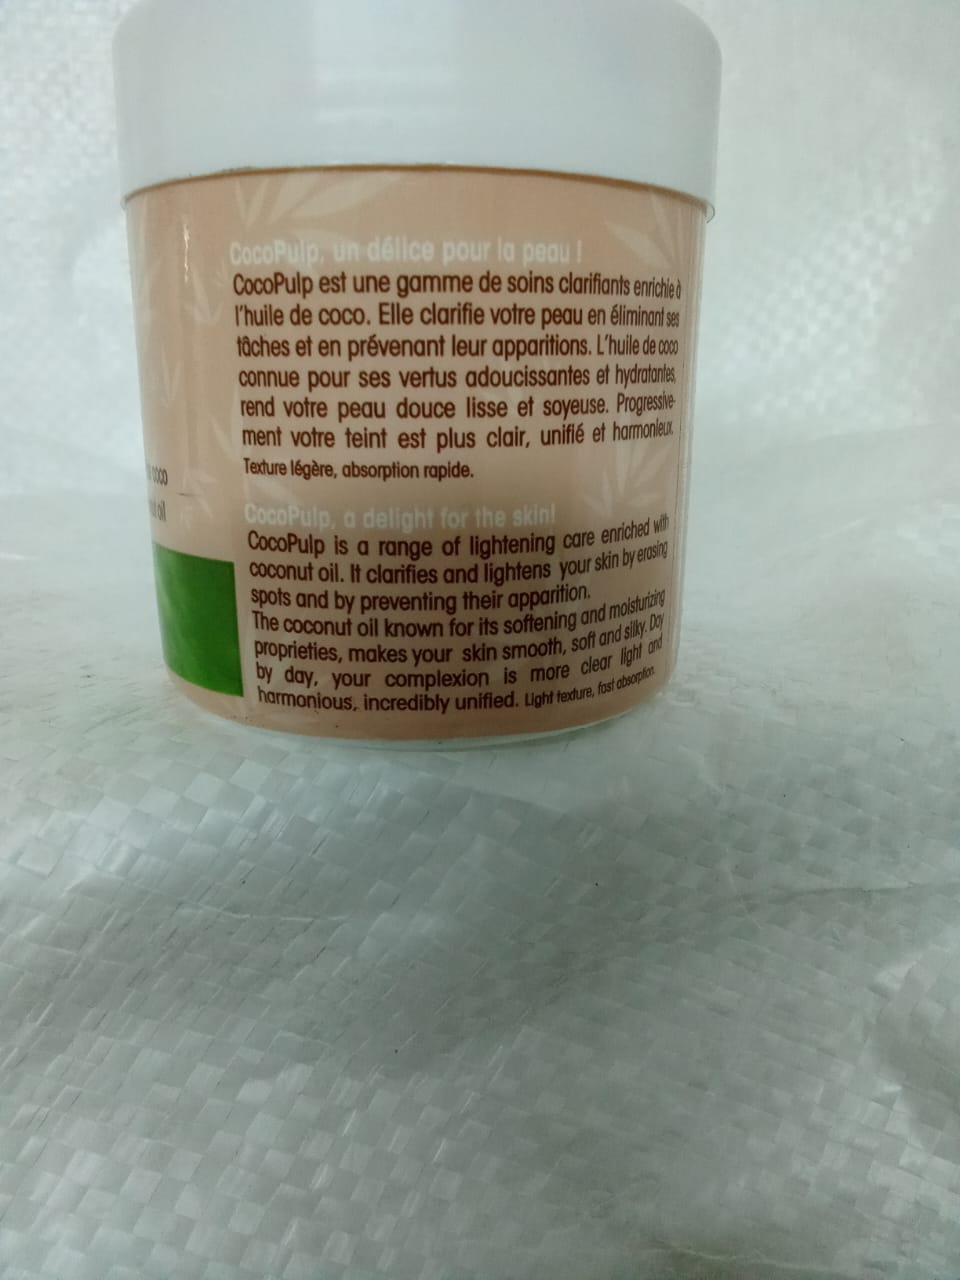 CocoPulp, un délice pour la peau !
CocoPulp est une gamme de soins clarifiants enrichie à
l'huile de coco. Elle clarifie votre peau en éliminant ses
tâches et en prévenant leur apparitions. L'huile de coco
connue pour ses vertus adoucissantes et hydratantes,
rend votre peau douce lisse et soyeuse. Progressive-
ment votre teint est plus clair, unifié et harmonieux.
Texture légère, absorption rapide.
coco
oil
CocoPulp, a delight for the skin!
CocoPulp is a range of lightening care enriched with
coconut oil. It clarifies and lightens your skin by erasing
spots and by preventing their apparition.
The coconut oil known for its softening and moisturizing
proprieties, makes your skin smooth, soft and silky. Day
by day, your complexion is more clear light and
harmonious, incredibly unified. Light texture, fast absorption.